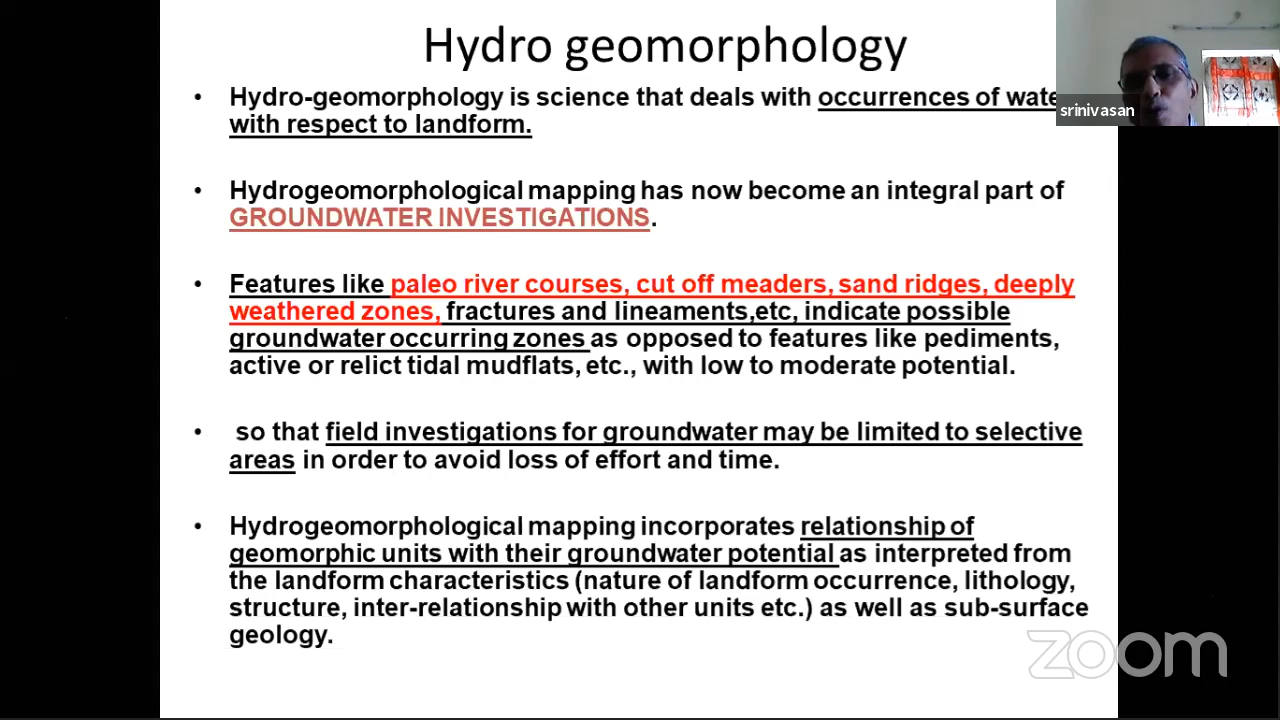 Hydro geomorphology
• Hydro-geomorphology is science that deals with occurrences of wate
with respect to landform.
srinivasan
• Hydrogeomorphological mapping has now become an integral part of
GROUNDWATER INVESTIGATIONS.
• Features like paleo river courses, cut off meaders, sand ridges, deeply
weathered zones, fractures and lineaments,etc, indicate possible
groundwater occurring zones as opposed to features like pediments,
active or relict tidal mudflats, etc., with low to moderate potential.
• so that field investigations for groundwater may be limited to selective
areas in order to avoid loss of effort and time.
• Hydrogeomorphological mapping incorporates relationship of
geomorphic units with their groundwater potential as interpreted from
the landform characteristics (nature of landform occurrence, lithology,
structure, inter-relationship with other units etc.) as well as sub-surface
geology.
zoom